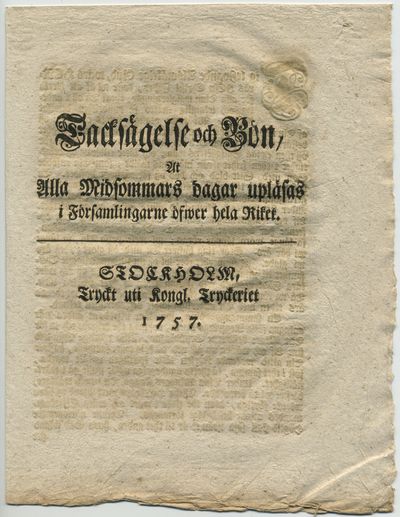 Tacksägelse och Bön,
At
Alla Midsommars dagar upläsas
i Församlingarne öfwer hela Riket.
STOCKHOLM,
Tryckt uti Kongl. Tryckeriet
1757.